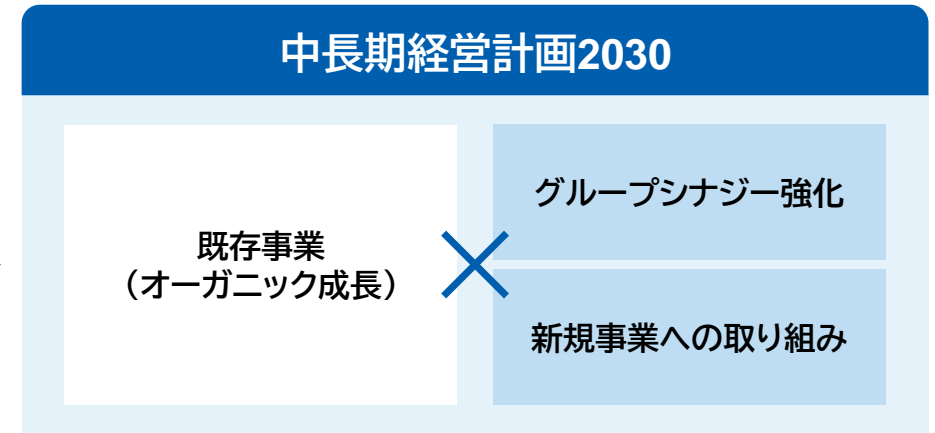 中長期経営計画2030
既存事業
（オーガニック成長）
グループシナジー強化
新規事業への取り組み